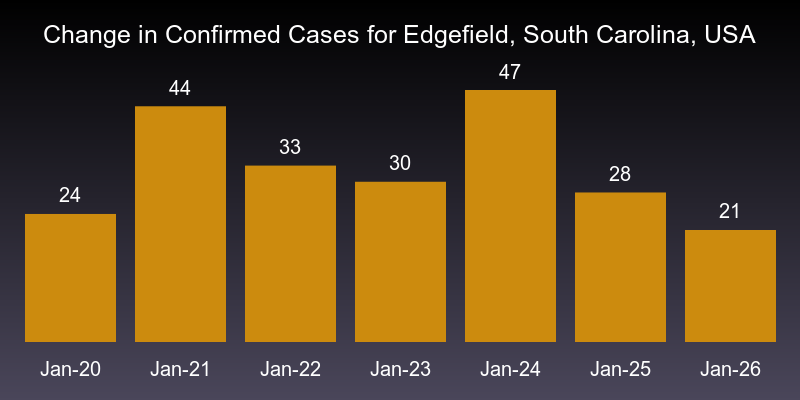 Change in Confirmed Cases for Edgefield, South Carolina, USA
24
44
33
30
47
28
21
Jan-20
Jan-21
Jan-22
Jan-23
Jan-24
Jan-25
Jan-26